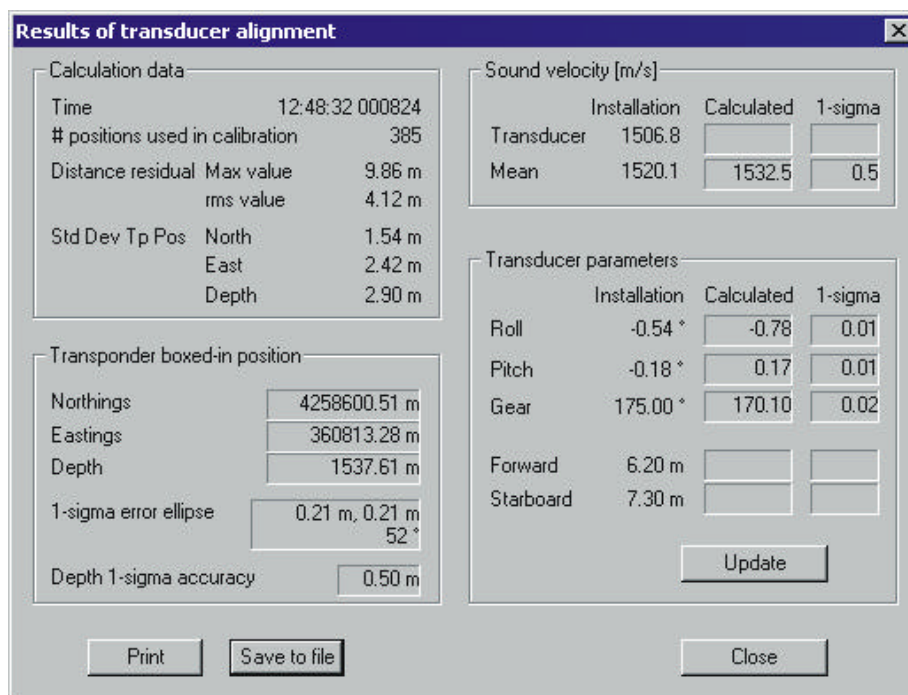 Results of transducer alignment
Calculation data
Time 12:48:32 000824
# positions used in calibration 385
Distance residual Max value 9.86 m
rms value 4.12 m
Std Dev Tp Pos North 1.54 m
East 2.42 m
Depth 2.90 m
Transponder boxed-in position
Northings 4258600.51 m
Eastings 360813.28 m
Depth 1537.61 m
1-sigma error ellipse 0.21 m, 0.21 m
52 °
Depth 1-sigma accuracy 0.50 m
Sound velocity [m/s]
Installation Calculated 1-sigma
Transducer 1506.8
Mean 1520.1 1532.5 0.5
Transducer parameters
Installation Calculated 1-sigma
Roll -0.54 ° -0.78 0.01
Pitch -0.18 ° 0.17 0.01
Gear 175.00 ° 170.10 0.02
Forward 6.20 m
Starboard 7.30 m
Update
Print Save to file Close